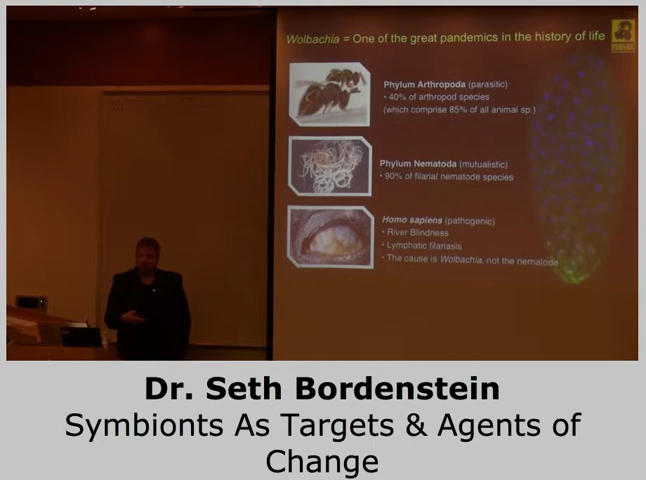 Wolbachia = One of the great pandemics in the history of life
Phylum Arthropoda (parasitic)
• 40% of arthropod species
(which comprise 85% of all animal sp.)
Phylum Nematoda (mutualistic)
• 90% of filarial nematode species
Homo sapiens (pathogenic)
• River Blindness
• Lymphatic filariasis
• The cause is Wolbachia, not the nematode
Dr. Seth Bordenstein
Symbionts As Targets & Agents of
Change